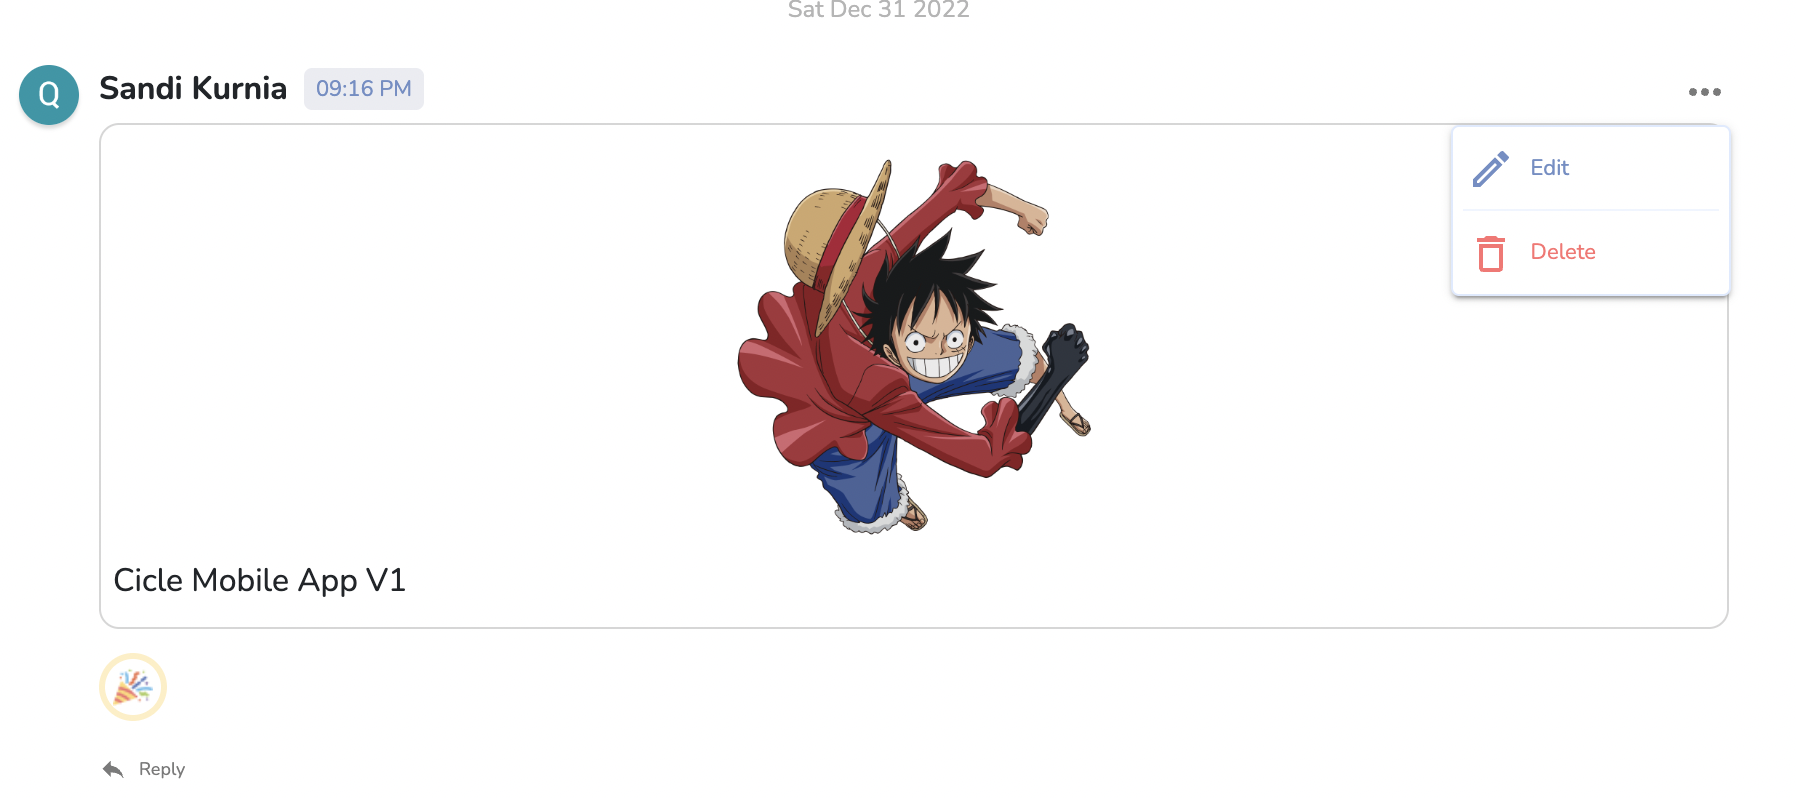 Sat Dec 31 2022
Q
Sandi Kurnia
09:16 PM
Edit
Delete
Cicle Mobile App V1
Reply